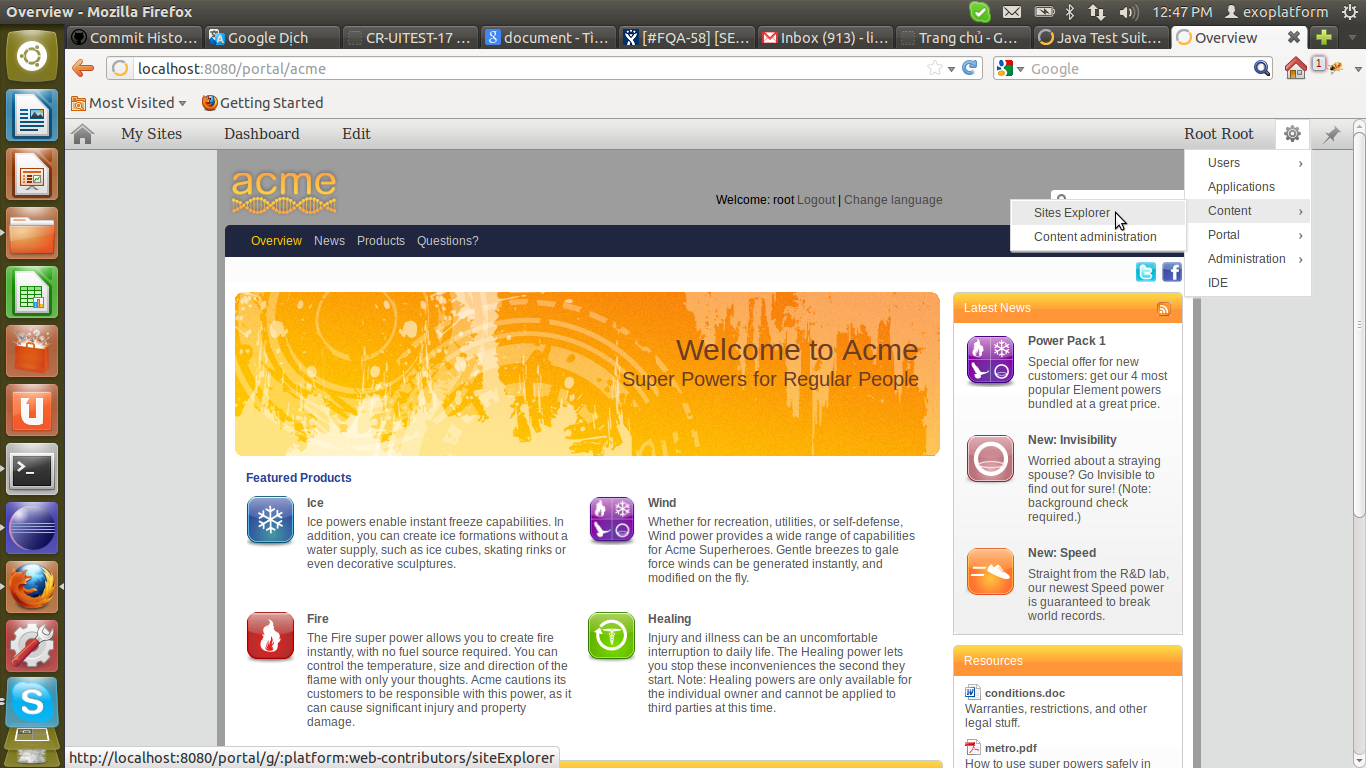 Overview - Mozilla Firefox
12:47 PM
exoplatform
Commit Histo...
Google Dịch
CR-UITEST-17 ...
document - Tì...
[#FQA-58] [SE...
Inbox (913) - li...
Trang chủ - G...
Java Test Suit...
Overview
localhost:8080/portal/acme
Google
1
Most Visited
Getting Started
My Sites
Dashboard
Edit
Root Root
Users
Applications
Content
Portal
Administration
IDE
Sites Explorer
Content administration
acme
Welcome: root Logout | Change language
Overview
News
Products
Questions?
Welcome to Acme
Super Powers for Regular People
Featured Products
Ice
Ice powers enable instant freeze capabilities. In
addition, you can create ice formations without a
water supply, such as ice cubes, skating rinks or
even decorative sculptures.
Wind
Whether for recreation, utilities, or self-defense,
Wind power provides a wide range of capabilities
for Acme Superheroes. Gentle breezes to gale
force winds can be generated instantly, and
modified on the fly.
Fire
The Fire super power allows you to create fire
instantly, with no fuel source required. You can
control the temperature, size and direction of the
flame with only your thoughts. Acme cautions its
customers to be responsible with this power, as it
can cause significant injury and property
damage.
Healing
Injury and illness can be an uncomfortable
interruption to daily life. The Healing power lets
you stop these inconveniences the second they
start. Note: Healing powers are only available for
the individual owner and cannot be applied to
third parties at this time.
Latest News
Power Pack 1
Special offer for new
customers: get our 4 most
popular Element powers
bundled at a great price.
New: Invisibility
Worried about a straying
spouse? Go Invisible to
find out for sure! (Note:
background check
required.)
New: Speed
Straight from the R&D lab,
our newest Speed power
is guaranteed to break
world records.
Resources
conditions.doc
Warranties, restrictions, and other
legal stuff.
metro.pdf
How to use super powers safely in
http://localhost:8080/portal/g/:platform:web-contributors/siteExplorer